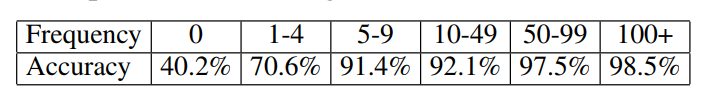 Frequency 0 1-4 5-9 10-49 50-99 100+
Accuracy 40.2% 70.6% 91.4% 92.1% 97.5% 98.5%